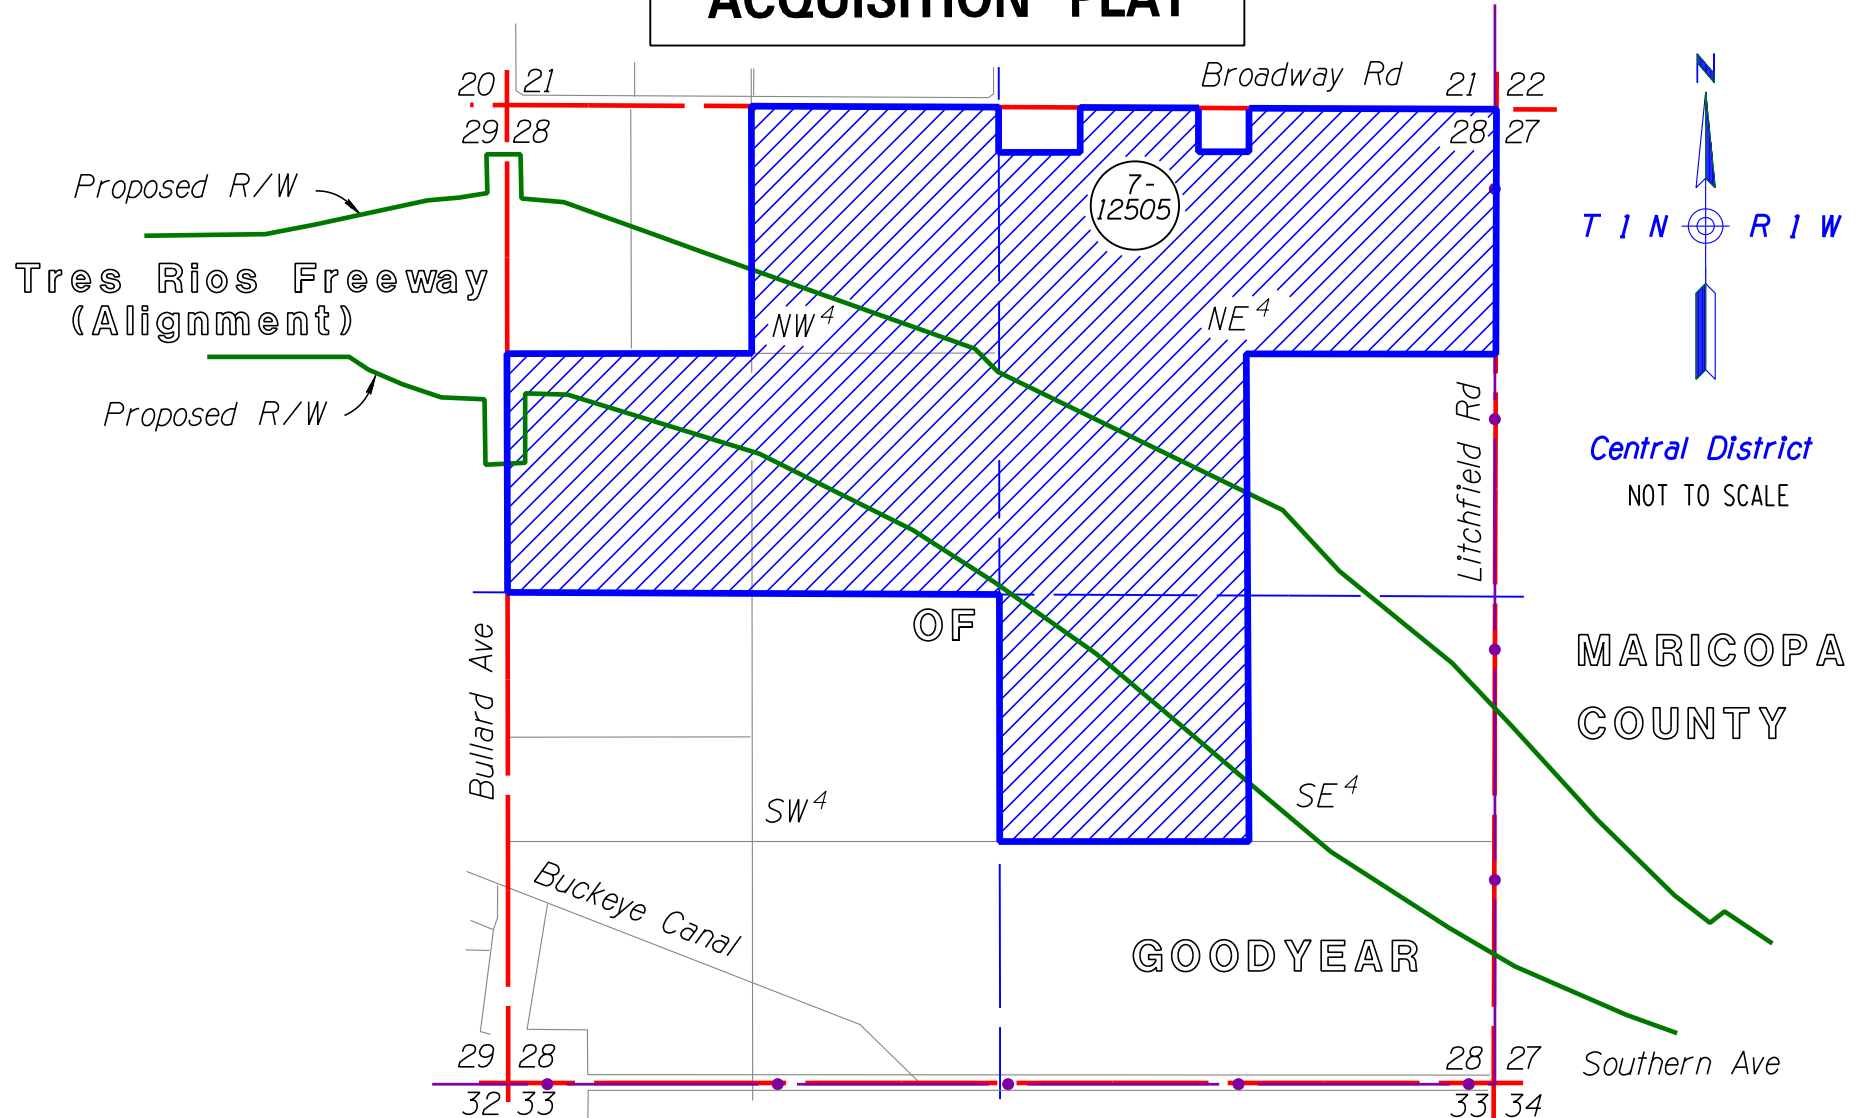 ACQUISITION PLAT
Broadway Rd
20 21
21 22
29 28
28 27
N
Proposed R/W
7-
12505
T 1 N R 1 W
Tres Rios Freeway
(Alignment)
NW 4
NE 4
Proposed R/W
Litchfield Rd
Central District
NOT TO SCALE
OF
Bullard Ave
MARICOPA
COUNTY
SW 4
SE 4
Buckeye Canal
GOODYEAR
29 28
28 27
Southern Ave
32 33
33 34